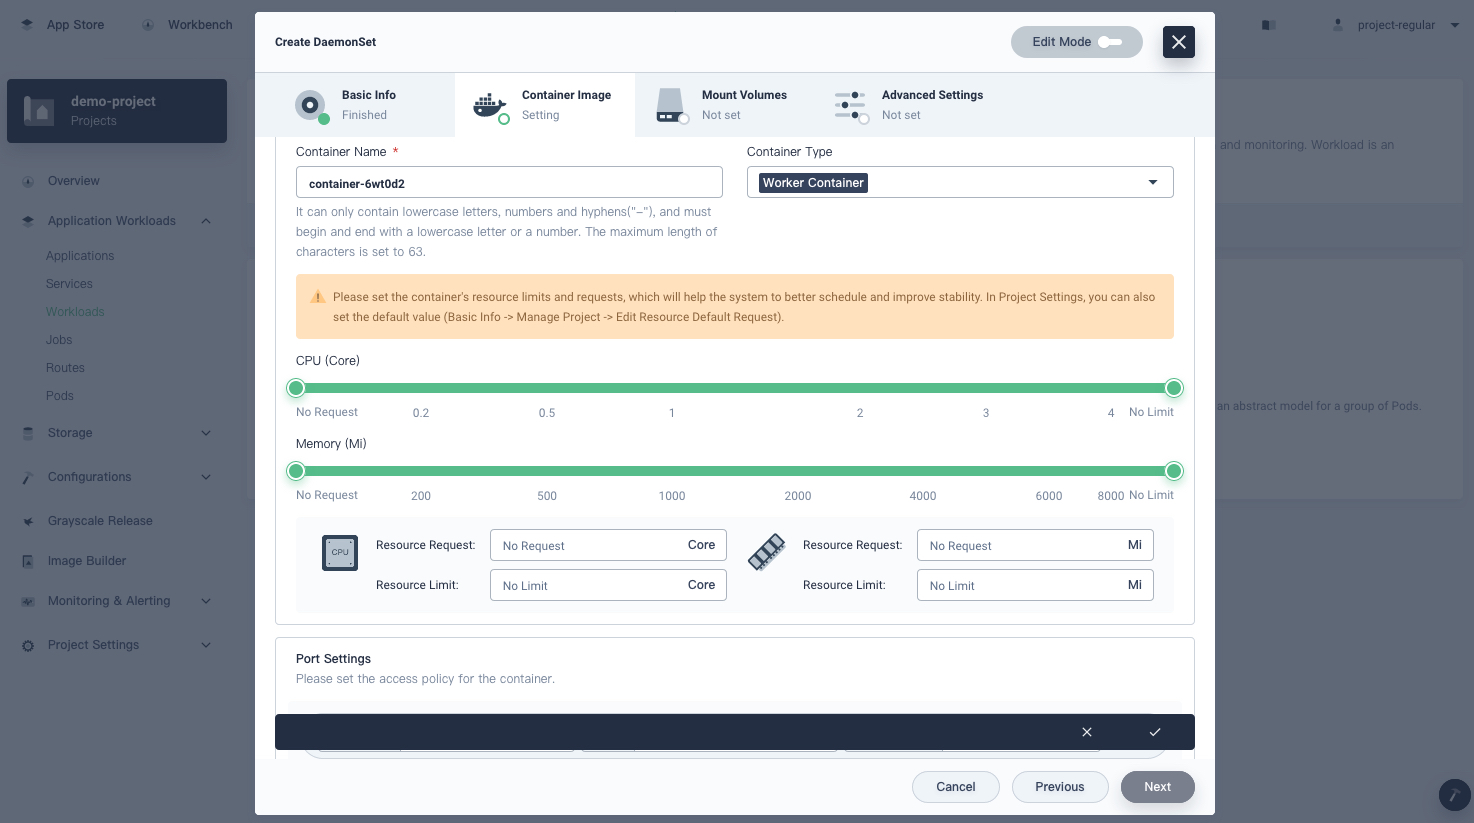 App Store
Workbench
project-regular
Create DaemonSet
Edit Mode
demo-project
Projects
Basic Info
Finished
Container Image
Setting
Mount Volumes
Not set
Advanced Settings
Not set
Overview
Application Workloads
Applications
Services
Workloads
Jobs
Routes
Pods
Storage
Configurations
Grayscale Release
Image Builder
Monitoring & Alerting
Project Settings
and monitoring. Workload is an
an abstract model for a group of Pods.
Container Name *
container-6wt0d2
It can only contain lowercase letters, numbers and hyphens("-"), and must
begin and end with a lowercase letter or a number. The maximum length of
characters is set to 63.
Container Type
Worker Container
Please set the container's resource limits and requests, which will help the system to better schedule and improve stability. In Project Settings, you can also
set the default value (Basic Info -> Manage Project -> Edit Resource Default Request).
CPU (Core)
No Request 0.2 0.5 1 2 3 4 No Limit
Memory (Mi)
No Request 200 500 1000 2000 4000 6000 8000 No Limit
CPU
Resource Request: No Request Core
Resource Limit: No Limit Core
Resource Request: No Request Mi
Resource Limit: No Limit Mi
Port Settings
Please set the access policy for the container.
Cancel
Previous
Next